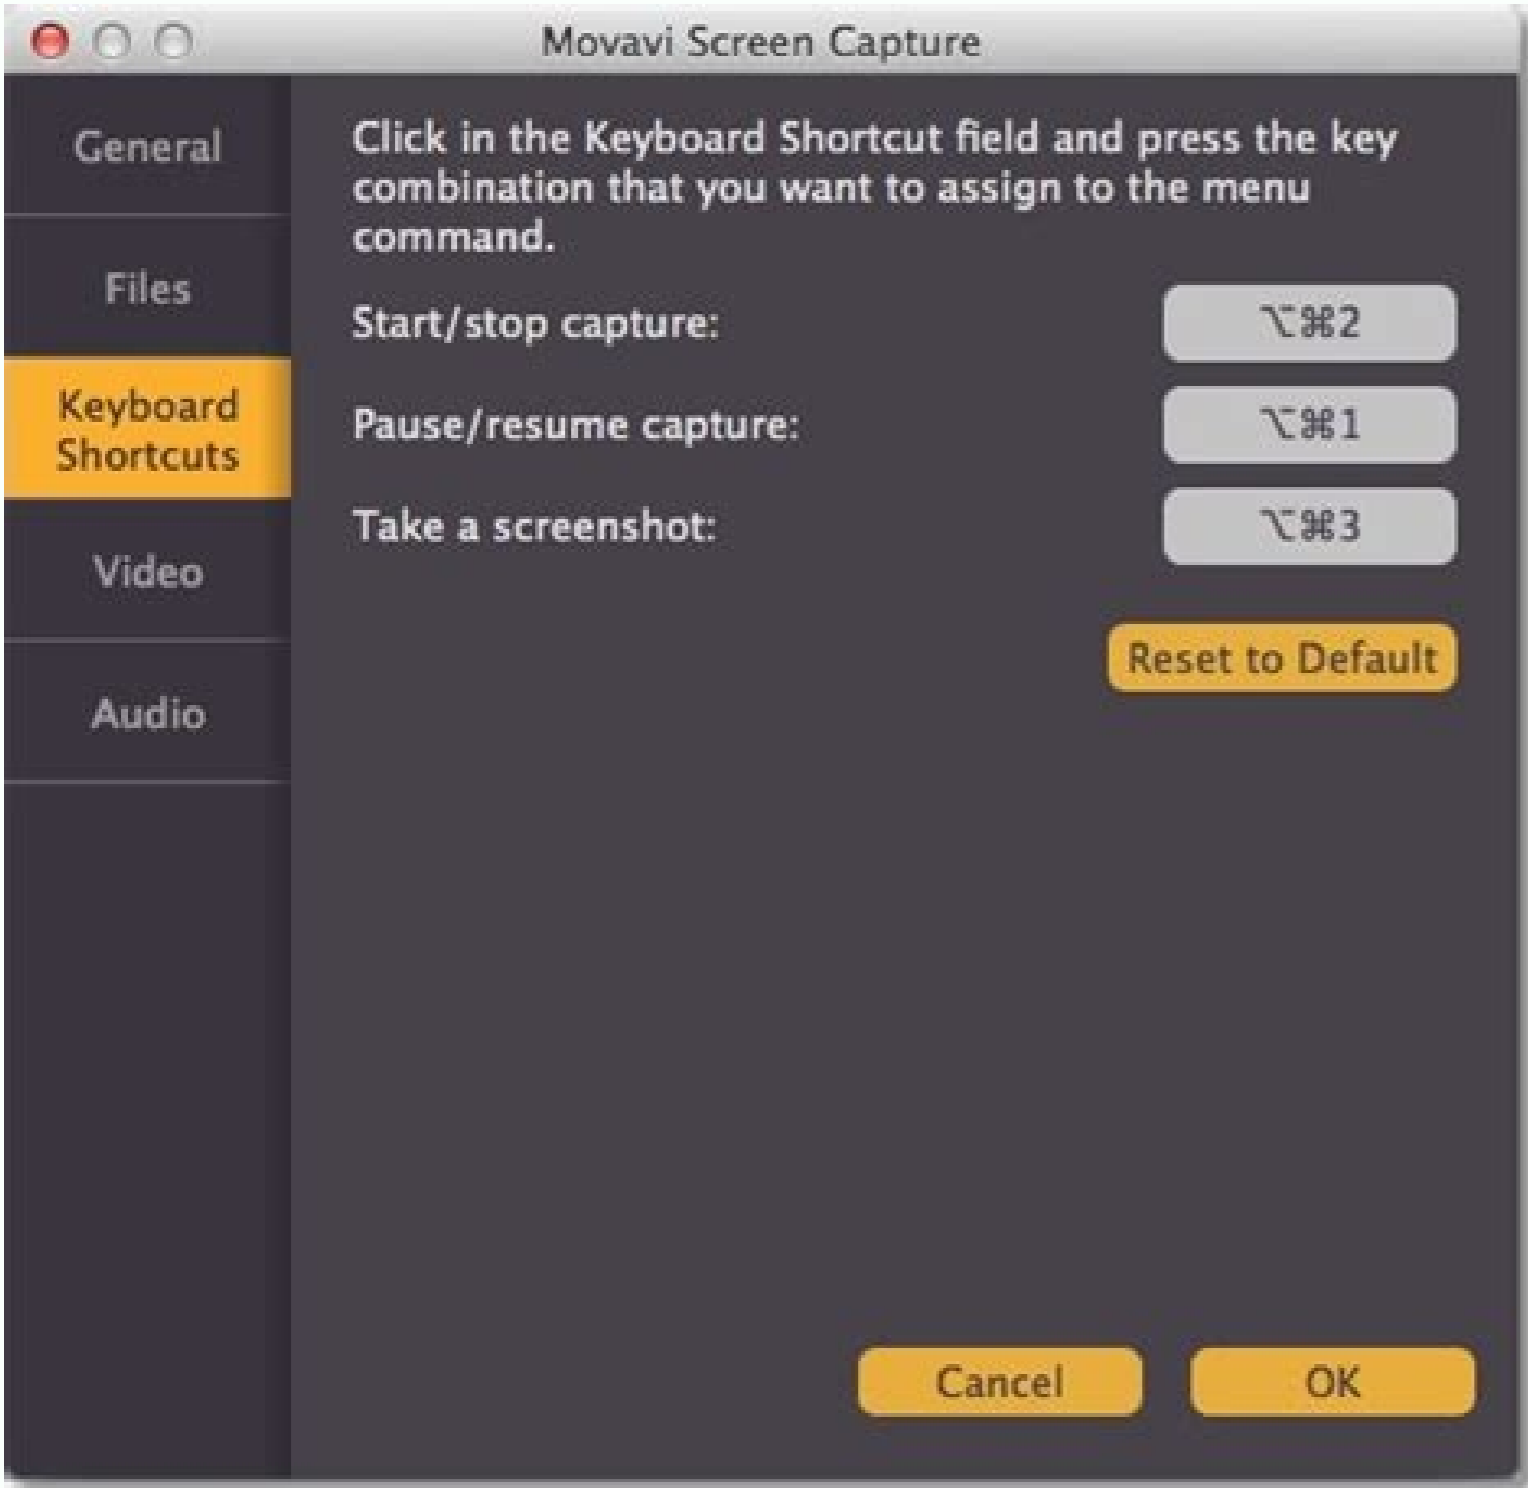 Movavi Screen Capture
General
Files
Keyboard
Shortcuts
Video
Audio
Click in the Keyboard Shortcut field and press the key
combination that you want to assign to the menu
command.
Start/stop capture: ⌥⌘2
Pause/resume capture: ⌥⌘1
Take a screenshot: ⌥⌘3
Reset to Default
Cancel OK